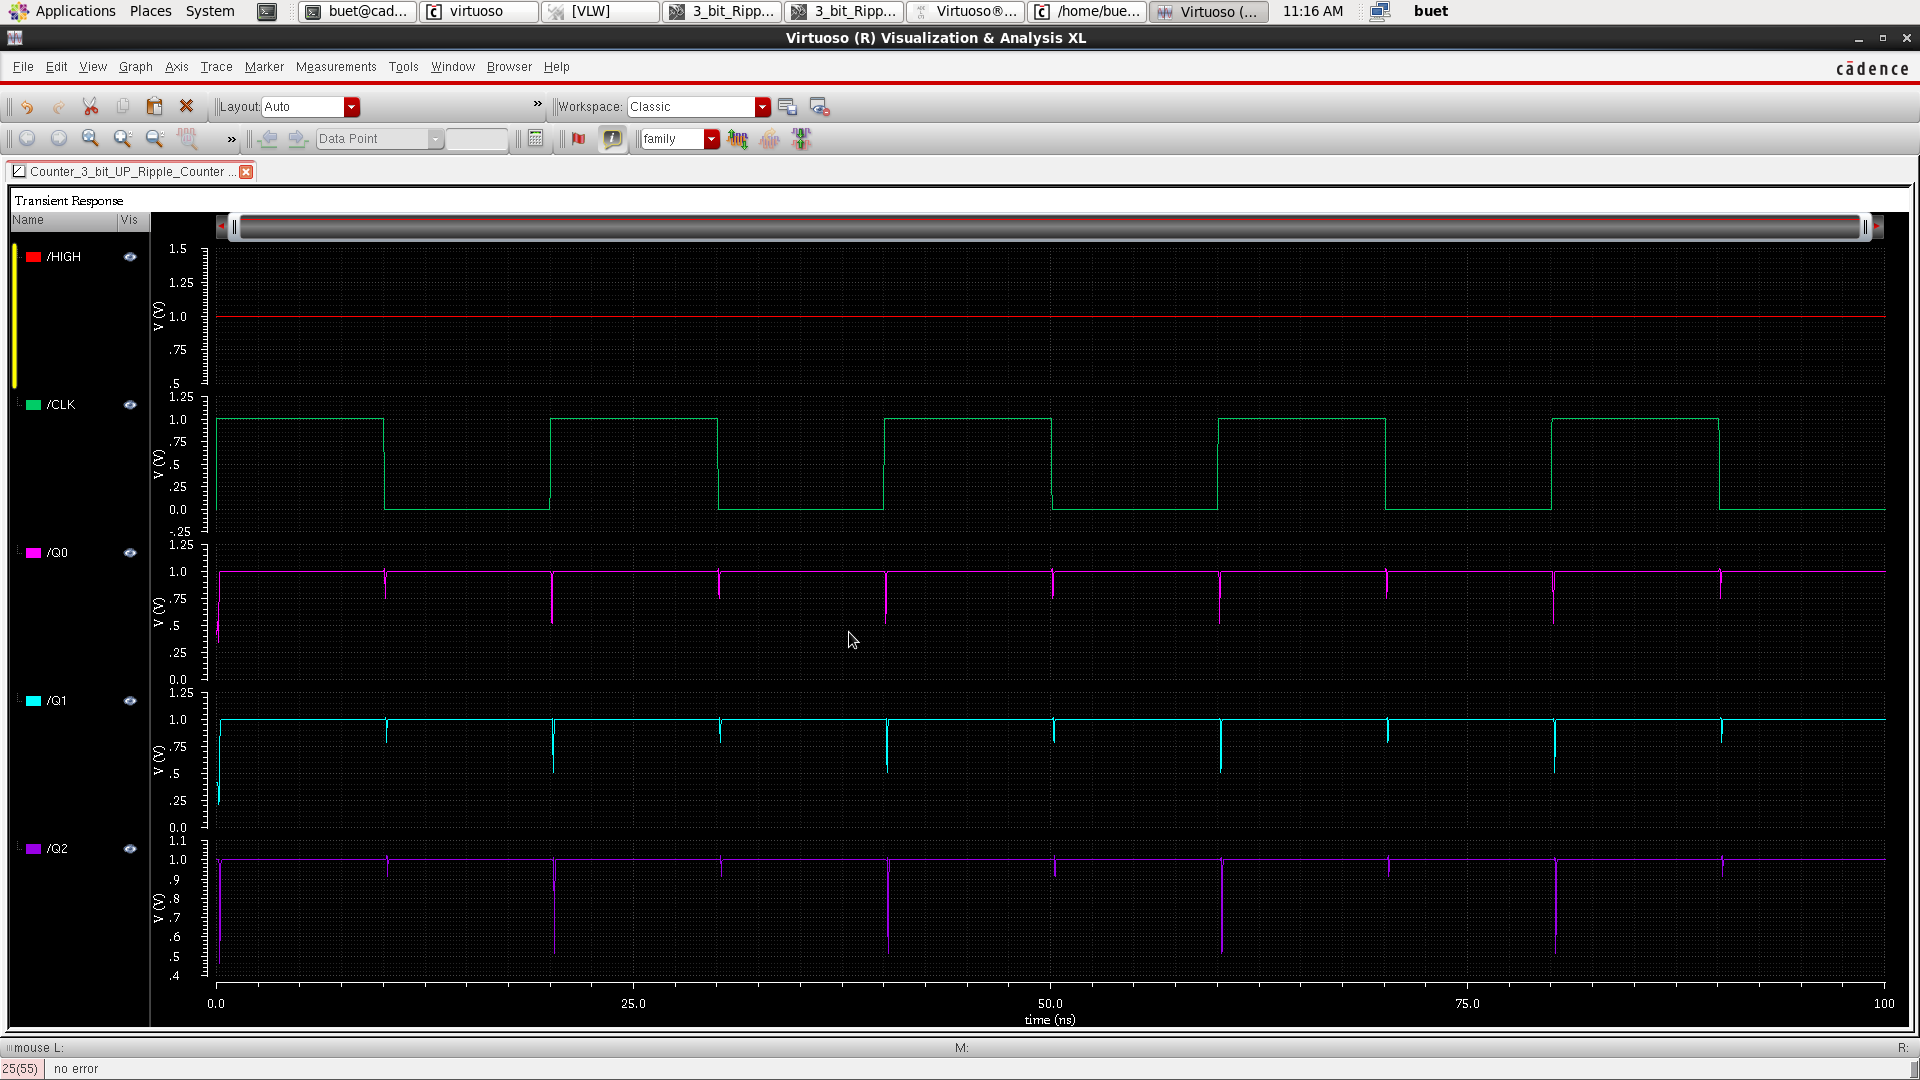 Applications Places System buet@cad... virtuoso [VLW] 3_bit_Ripp... 3_bit_Ripp... Virtuoso®... /home/bue... Virtuoso (... 11:16 AM buet
Virtuoso (R) Visualization & Analysis XL
File Edit View Graph Axis Trace Marker Measurements Tools Window Browser Help
cādence
Layout: Auto » Workspace: Classic
» Data Point family
Counter_3_bit_UP_Ripple_Counter ...
Transient Response
Name Vis
/HIGH
V (V)
1.5
1.25
1.0
.75
.5
/CLK
V (V)
1.25
1.0
.75
.5
.25
0.0
-.25
/Q0
V (V)
1.25
1.0
.75
.5
.25
0.0
/Q1
V (V)
1.25
1.0
.75
.5
.25
0.0
/Q2
V (V)
1.1
1.0
.9
.8
.7
.6
.5
.4
0.0 25.0 50.0 75.0 100
time (ns)
mouse L: M: R:
25(55) no error